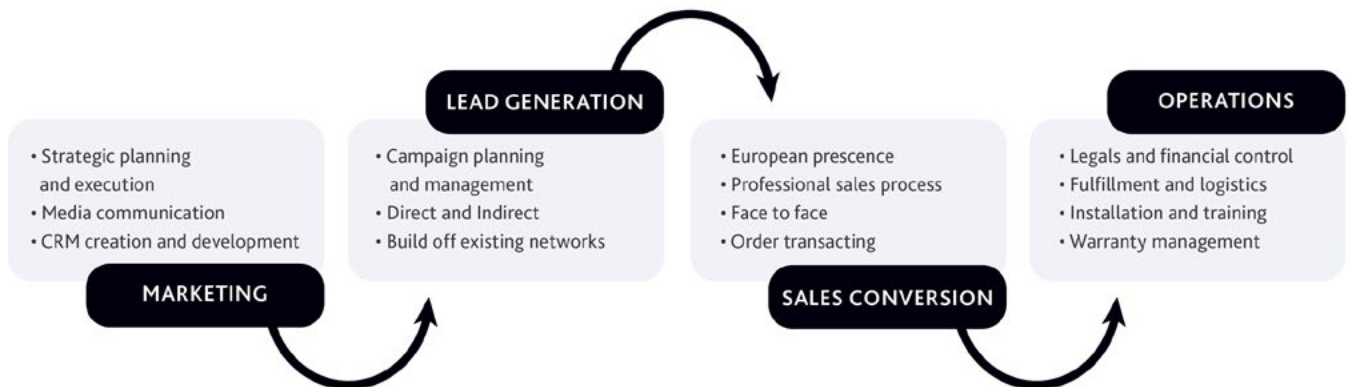 • Strategic planning
and execution
• Media communication
• CRM creation and development
MARKETING
LEAD GENERATION
• Campaign planning
and management
• Direct and Indirect
• Build off existing networks
• European prescence
• Professional sales process
• Face to face
• Order transacting
SALES CONVERSION
OPERATIONS
• Legals and financial control
• Fulfillment and logistics
• Installation and training
• Warranty management